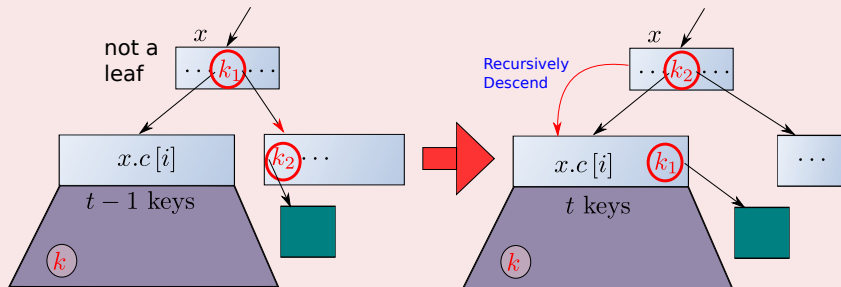 not a
leaf
x
⋯ k₁ ⋯
x.c [i]
k₂ ⋯
t − 1 keys
k
Recursively
Descend
x
⋯ k₂ ⋯
x.c [i] k₁
⋯
t keys
k